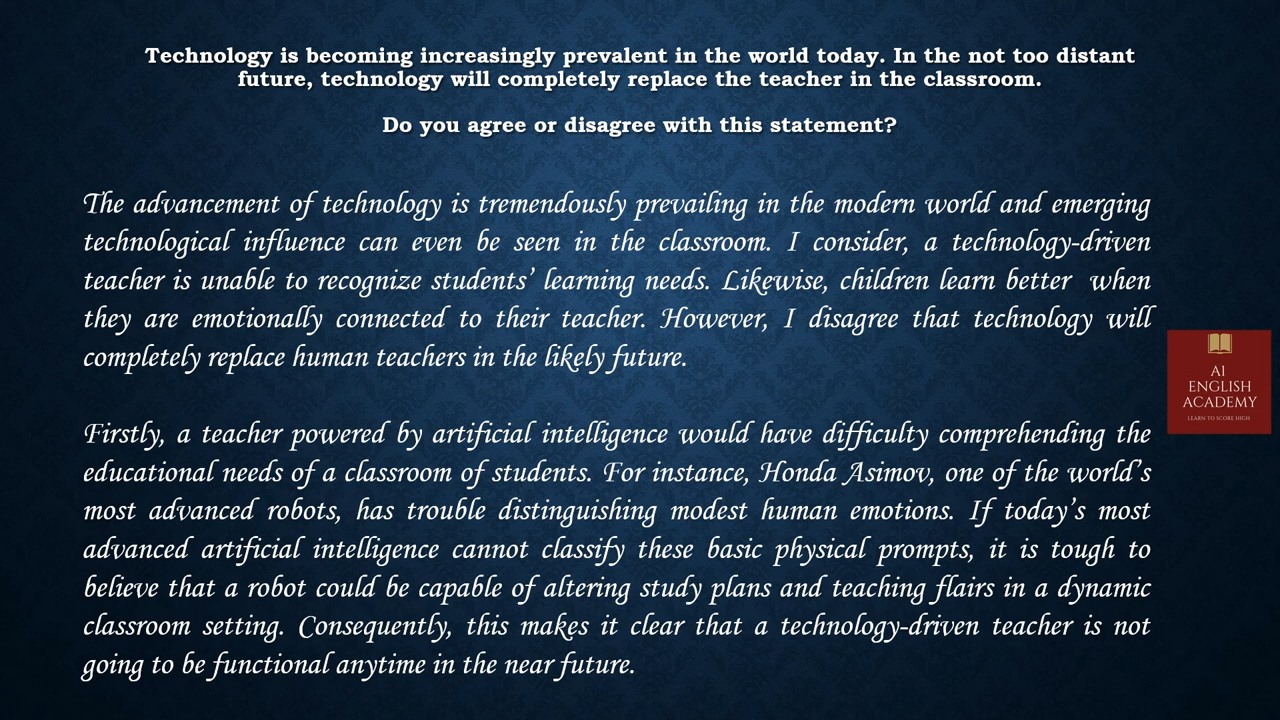 Technology is becoming increasingly prevalent in the world today. In the not too distant
future, technology will completely replace the teacher in the classroom.
Do you agree or disagree with this statement?
The advancement of technology is tremendously prevailing in the modern world and emerging
technological influence can even be seen in the classroom. I consider, a technology-driven
teacher is unable to recognize students' learning needs. Likewise, children learn better when
they are emotionally connected to their teacher. However, I disagree that technology will
completely replace human teachers in the likely future.
Firstly, a teacher powered by artificial intelligence would have difficulty comprehending the
educational needs of a classroom of students. For instance, Honda Asimov, one of the world's
most advanced robots, has trouble distinguishing modest human emotions. If today's most
advanced artificial intelligence cannot classify these basic physical prompts, it is tough to
believe that a robot could be capable of altering study plans and teaching flairs in a dynamic
classroom setting. Consequently, this makes it clear that a technology-driven teacher is not
going to be functional anytime in the near future.
AI
ENGLISH
ACADEMY
LEARN TO SCORE HIGH